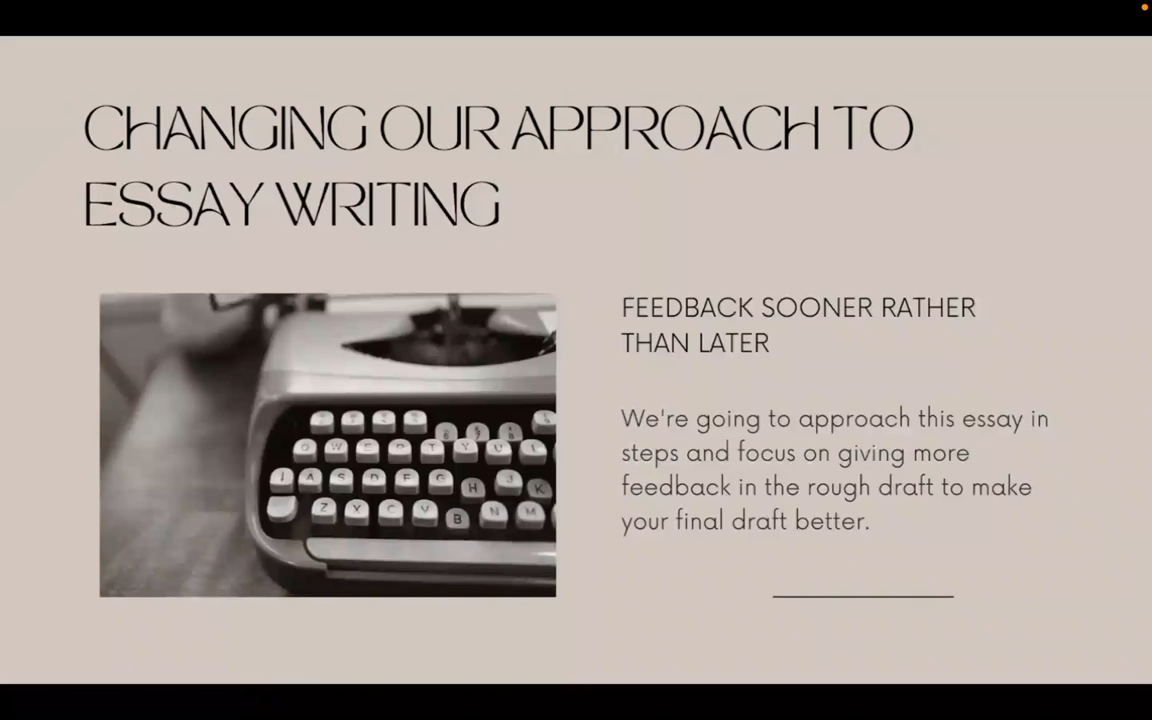 CHANGING OUR APPROACH TO
ESSAY WRITING
FEEDBACK SOONER RATHER
THAN LATER
We're going to approach this essay in
steps and focus on giving more
feedback in the rough draft to make
your final draft better.
Q W E R T Y U I
A S D F G H J K
Z X C V B N M